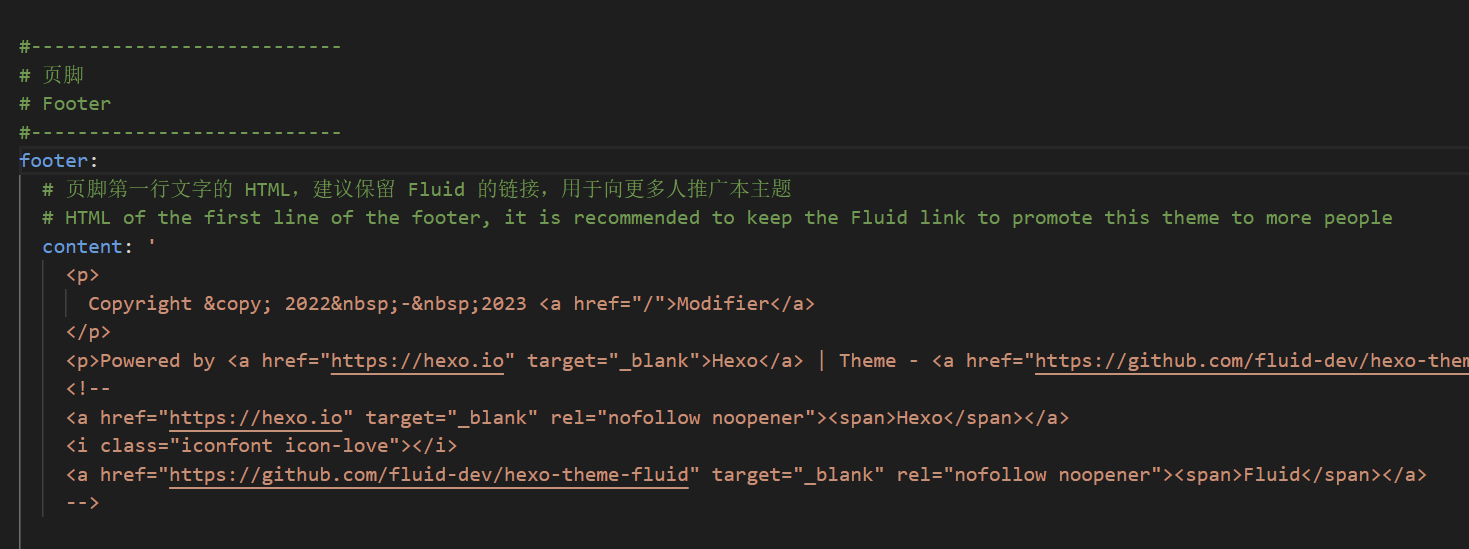 #---------------------------
# 页脚
# Footer
#---------------------------
footer:
# 页脚第一行文字的 HTML，建议保留 Fluid 的链接，用于向更多人推广本主题
# HTML of the first line of the footer, it is recommended to keep the Fluid link to promote this theme to more people
content: '
<p>
Copyright &copy; 2022&nbsp;-&nbsp;2023 <a href="/">Modifier</a>
</p>
<p>Powered by <a href="https://hexo.io" target="_blank">Hexo</a> | Theme - <a href="https://github.com/fluid-dev/hexo-them
<!--
<a href="https://hexo.io" target="_blank" rel="nofollow noopener"><span>Hexo</span></a>
<i class="iconfont icon-love"></i>
<a href="https://github.com/fluid-dev/hexo-theme-fluid" target="_blank" rel="nofollow noopener"><span>Fluid</span></a>
-->